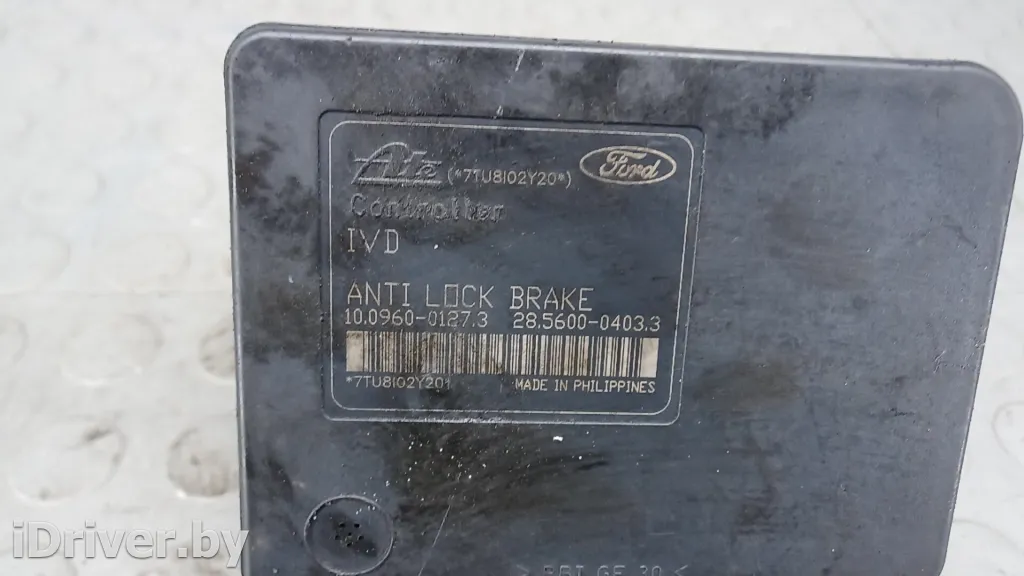 ATE (*7TU8I02Y20*) Ford
Controller
IVD
ANTI LOCK BRAKE
10.0960-0127.3 28.5600-0403.3
*7TU8I02Y20* MADE IN PHILIPPINES
iDriver.by